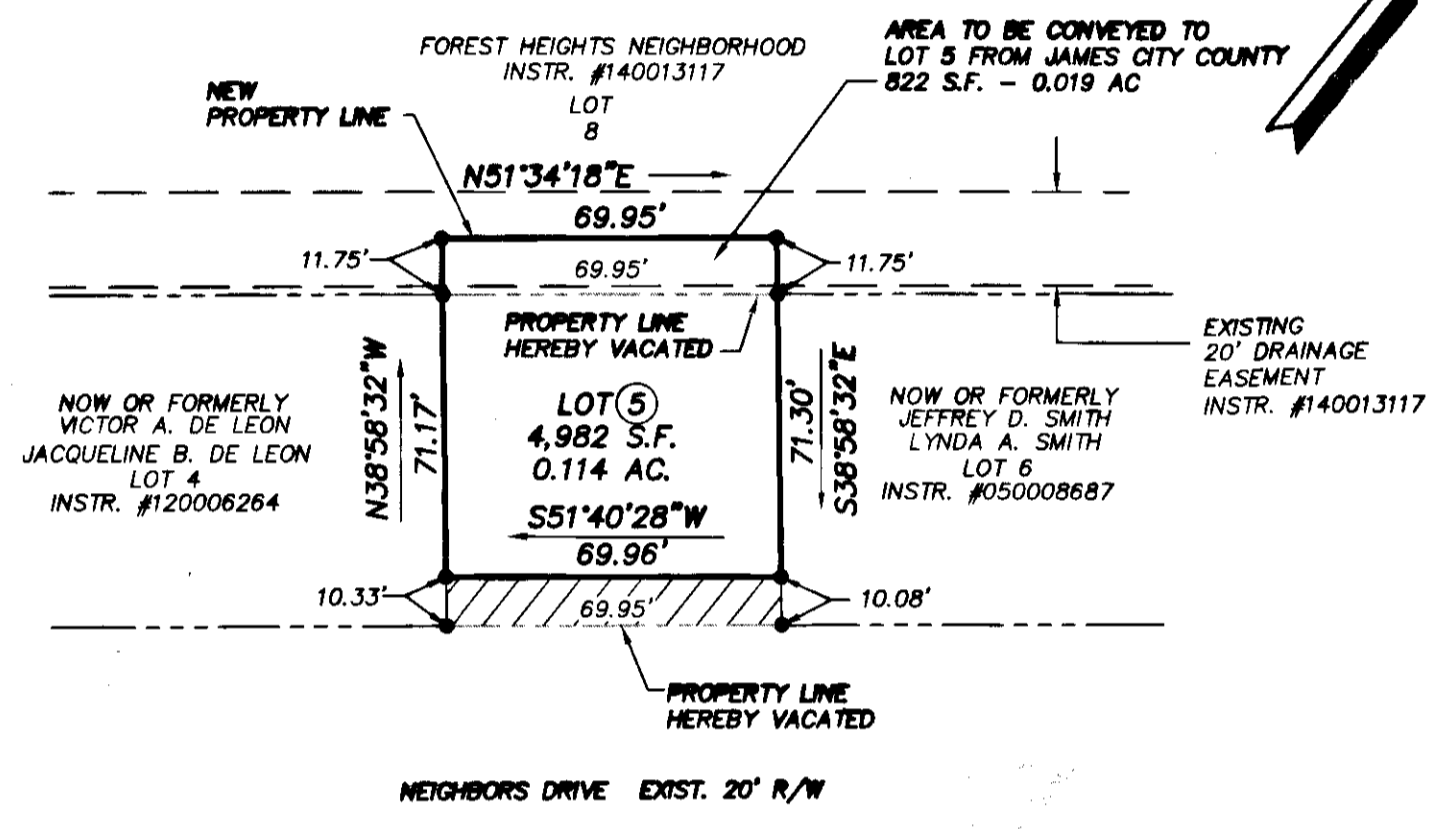 FOREST HEIGHTS NEIGHBORHOOD
INSTR. #140013117
LOT
8
AREA TO BE CONVEYED TO
LOT 5 FROM JAMES CITY COUNTY
822 S.F. - 0.019 AC
NEW
PROPERTY LINE
N51°34'18"E
69.95'
11.75'
69.95'
11.75'
PROPERTY LINE
HEREBY VACATED
EXISTING
20' DRAINAGE
EASEMENT
INSTR. #140013117
NOW OR FORMERLY
VICTOR A. DE LEON
JACQUELINE B. DE LEON
LOT 4
INSTR. #120006264
N38°58'32"W
71.17'
LOT 5
4,982 S.F.
0.114 AC.
S51°40'28"W
69.96'
71.30'
S38°58'32"E
NOW OR FORMERLY
JEFFREY D. SMITH
LYNDA A. SMITH
LOT 6
INSTR. #050008687
10.33'
69.95'
10.08'
PROPERTY LINE
HEREBY VACATED
NEIGHBORS DRIVE EXIST. 20' R/W